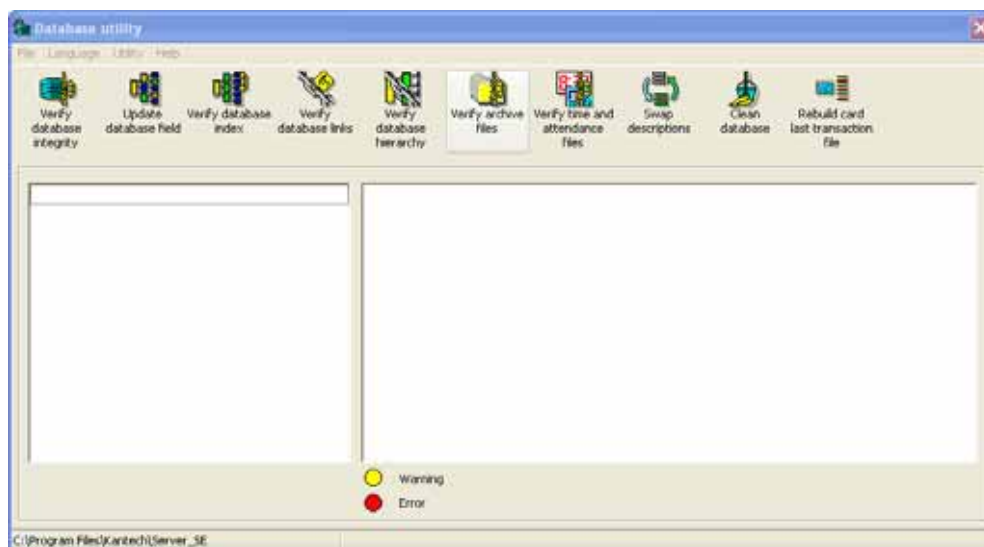 Database utility
File Language Utility Help
Verify database integrity
Update database field
Verify database index
Verify database links
Verify database hierarchy
Verify archive files
Verify time and attendance files
Swap descriptions
Clean database
Rebuild card last transaction file
Warning
Error
C:\Program Files\Kantech\Server_SE